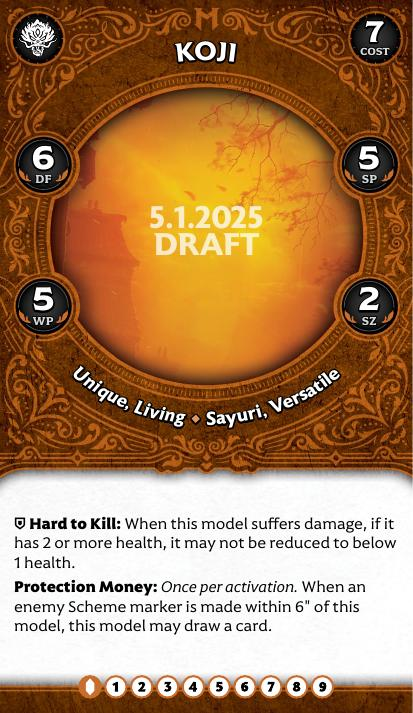 KOJI
7
COST
6
DF
5
SP
5.1.2025
DRAFT
5
WP
2
SZ
Unique, Living ⬥ Sayuri, Versatile
Hard to Kill: When this model suffers damage, if it
has 2 or more health, it may not be reduced to below
1 health.
Protection Money: Once per activation. When an
enemy Scheme marker is made within 6" of this
model, this model may draw a card.
1 2 3 4 5 6 7 8 9